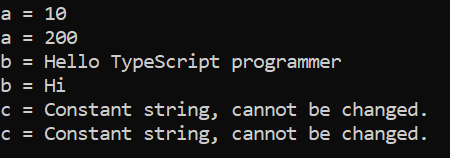 a = 10
a = 200
b = Hello TypeScript programmer
b = Hi
c = Constant string, cannot be changed.
c = Constant string, cannot be changed.